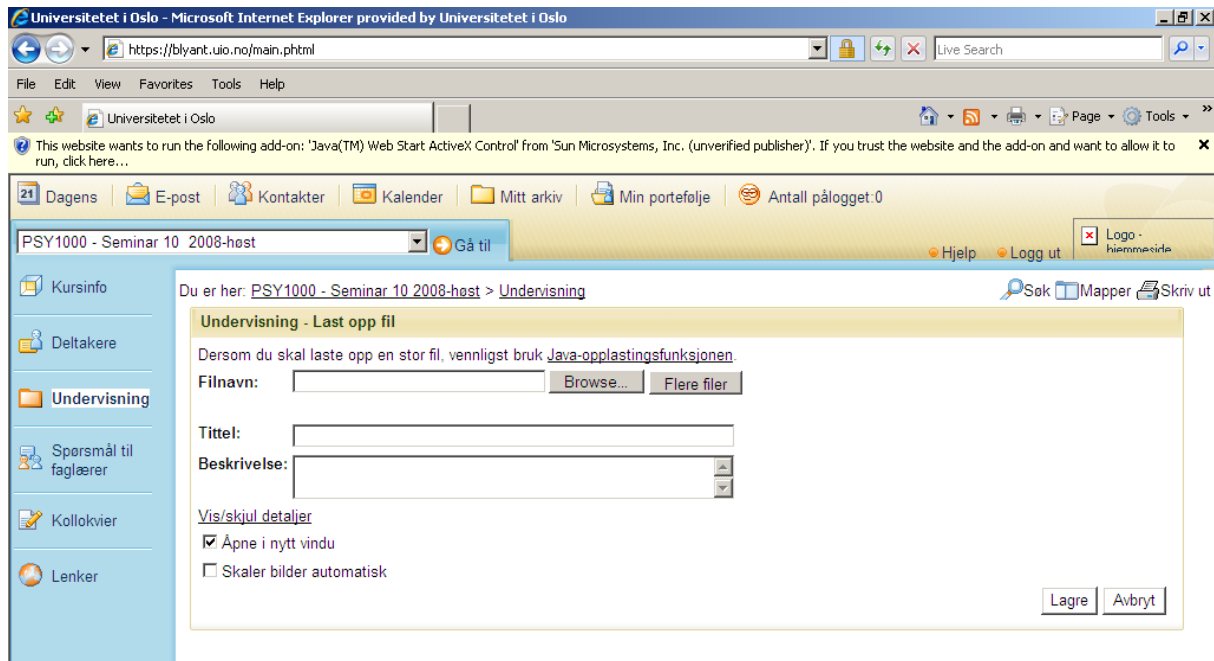 Universitetet i Oslo - Microsoft Internet Explorer provided by Universitetet i Oslo
https://blyant.uio.no/main.phtml
Live Search
File Edit View Favorites Tools Help
Universitetet i Oslo
Page
Tools
»
This website wants to run the following add-on: 'Java(TM) Web Start ActiveX Control' from 'Sun Microsystems, Inc. (unverified publisher)'. If you trust the website and the add-on and want to allow it to
run, click here...
21 Dagens E-post Kontakter Kalender Mitt arkiv Min portefølje Antall pålogget:0
PSY1000 - Seminar 10 2008-høst Gå til
Hjelp Logg ut
Logo -
hjemmeside
Kursinfo
Deltakere
Undervisning
Spørsmål til
faglærer
Kollokvier
Lenker
Du er her: PSY1000 - Seminar 10 2008-høst > Undervisning
Søk Mapper Skriv ut
Undervisning - Last opp fil
Dersom du skal laste opp en stor fil, vennligst bruk Java-opplastingsfunksjonen.
Filnavn: Browse... Flere filer
Tittel:
Beskrivelse:
Vis/skjul detaljer
Åpne i nytt vindu
Skaler bilder automatisk
Lagre Avbryt